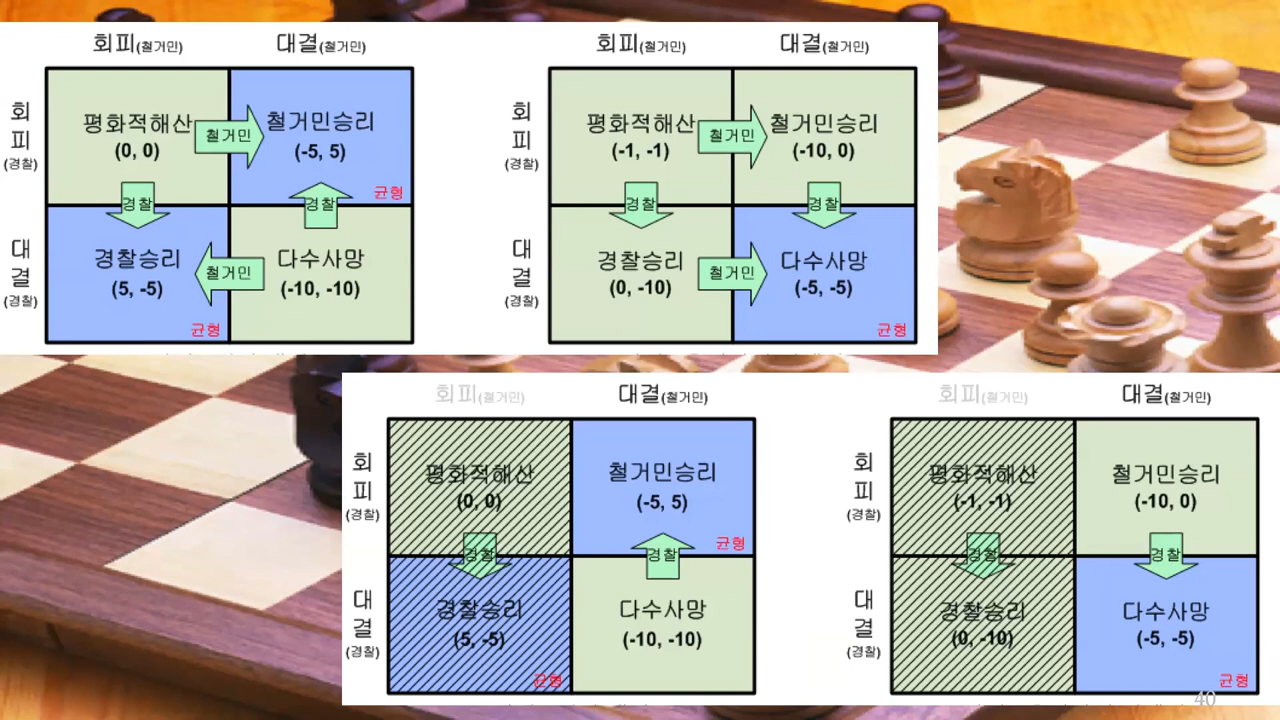 회피(철거민) 대결(철거민)
회피(경찰)
평화적해산
(0, 0)
철거민
철거민승리
(-5, 5)
균형
경찰
경찰
대결(경찰)
경찰승리
(5, -5)
균형
철거민
다수사망
(-10, -10)
회피(철거민) 대결(철거민)
회피(경찰)
평화적해산
(-1, -1)
철거민
철거민승리
(-10, 0)
경찰
경찰
대결(경찰)
경찰승리
(0, -10)
철거민
다수사망
(-5, -5)
균형
회피(철거민) 대결(철거민)
회피(경찰)
평화적해산
(0, 0)
철거민승리
(-5, 5)
균형
경찰
경찰
대결(경찰)
경찰승리
(5, -5)
균형
다수사망
(-10, -10)
회피(철거민) 대결(철거민)
회피(경찰)
평화적해산
(-1, -1)
철거민승리
(-10, 0)
경찰
경찰
대결(경찰)
경찰승리
(0, -10)
다수사망
(-5, -5)
균형
40